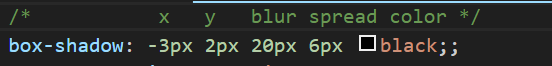 /*         x   y   blur spread color */
box-shadow: -3px 2px 20px 6px black;;